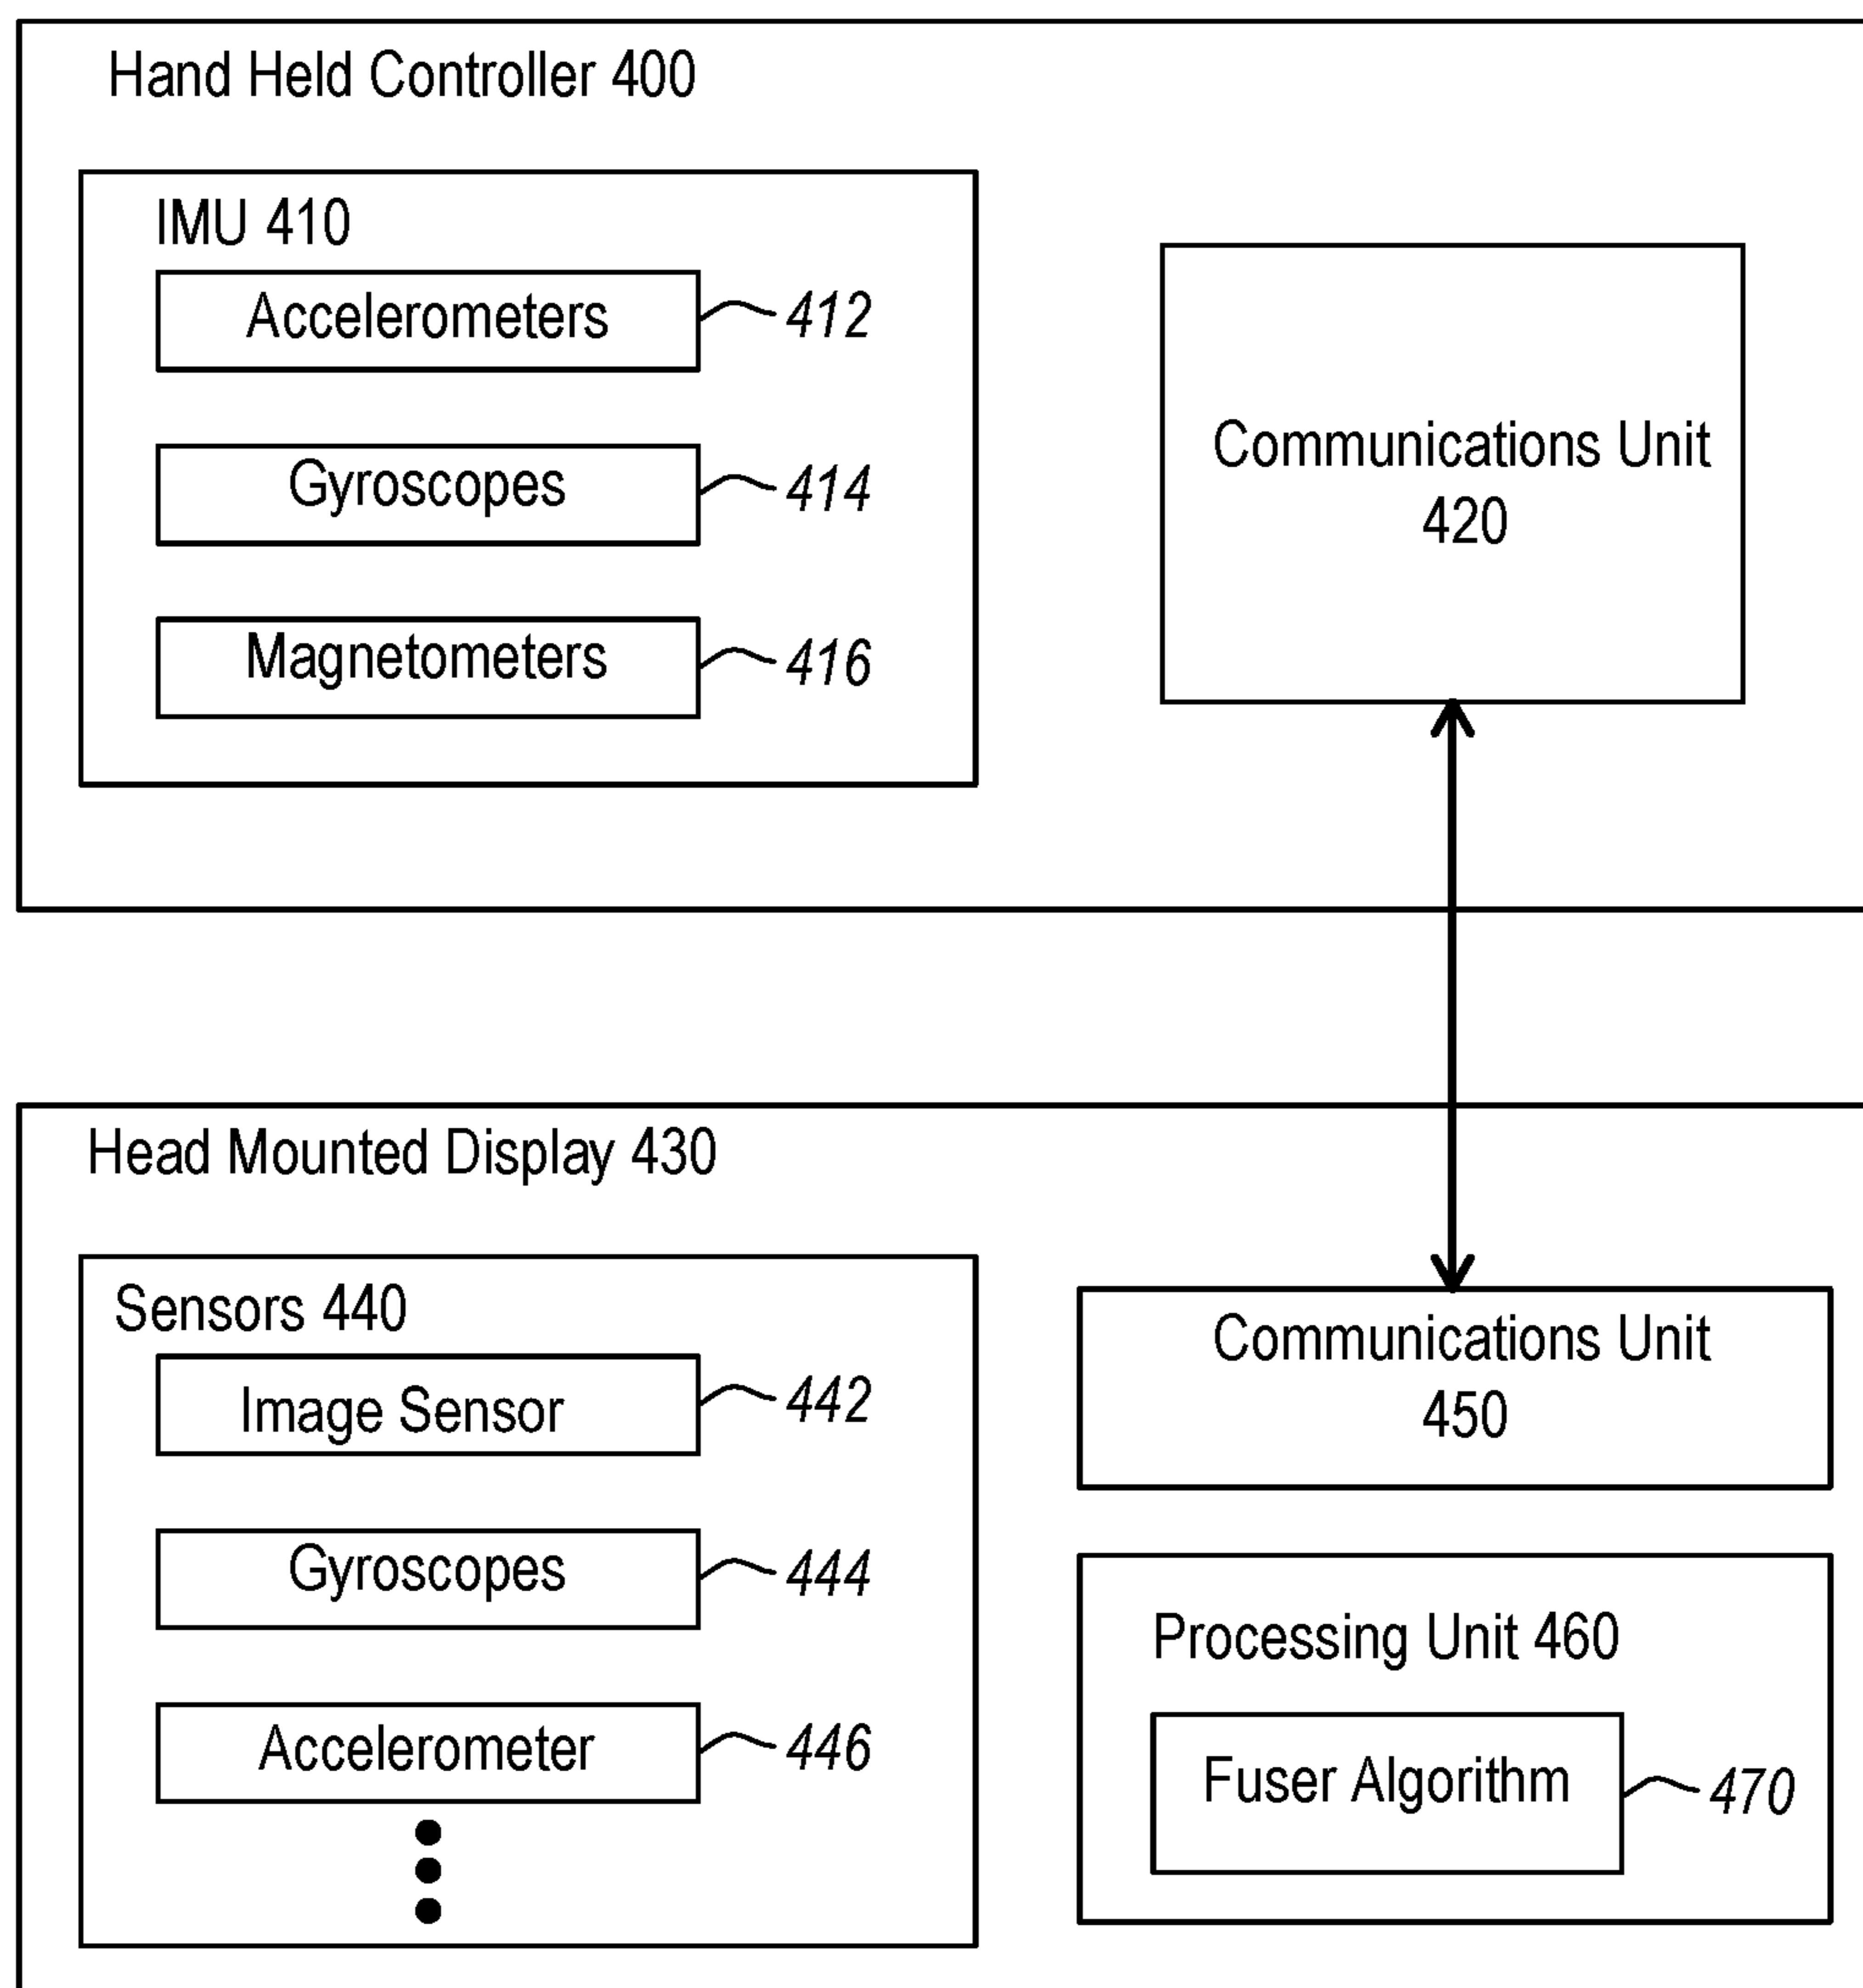 Hand Held Controller 400
IMU 410
Accelerometers
412
Gyroscopes
414
Magnetometers
416
Communications Unit
420
Head Mounted Display 430
Sensors 440
Image Sensor
442
Gyroscopes
444
Accelerometer
446
Communications Unit
450
Processing Unit 460
Fuser Algorithm
470